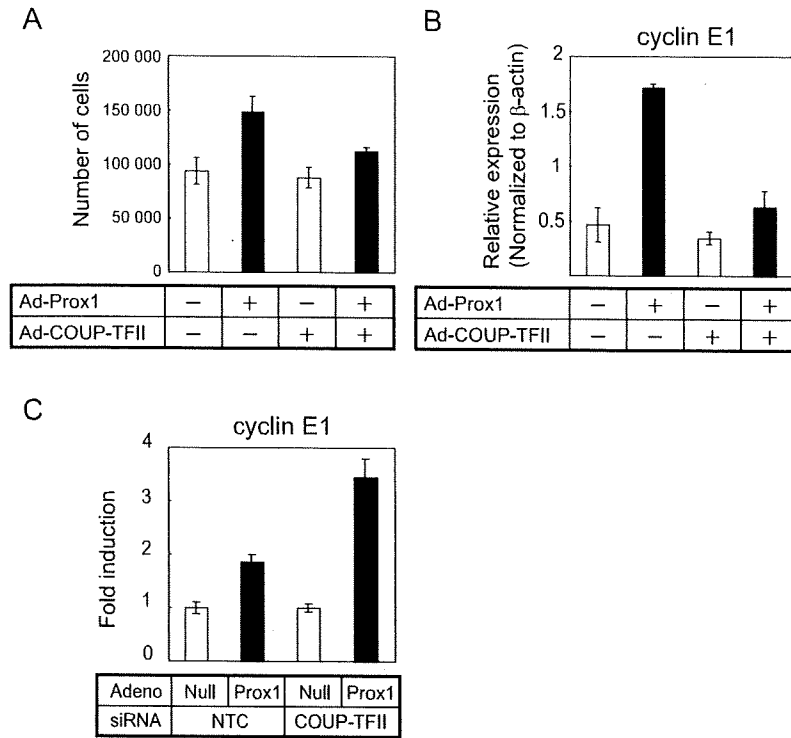 A
200 000
150 000
100 000
50 000
0
Number of cells
Ad-Prox1 − + − +
Ad-COUP-TFII − − + +
B
cyclin E1
2
1.5
1
0.5
Relative expression
(Normalized to β-actin)
Ad-Prox1 − + − +
Ad-COUP-TFII − − + +
C
cyclin E1
4
3
2
1
0
Fold induction
Adeno Null Prox1 Null Prox1
siRNA NTC COUP-TFII